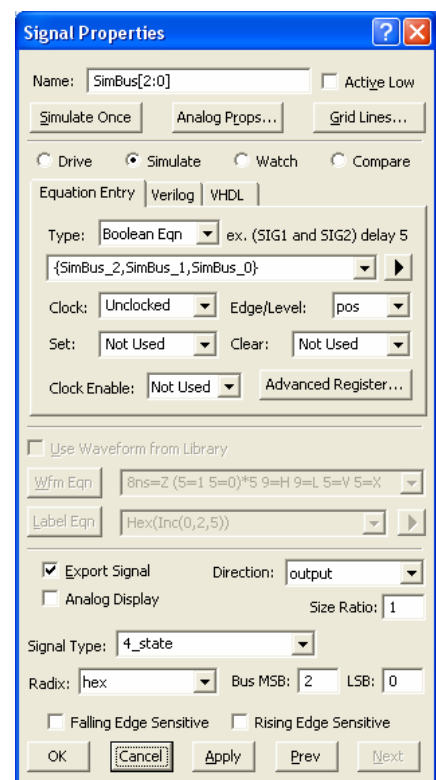 Signal Properties
Name: SimBus[2:0] Active Low
Simulate Once Analog Props... Grid Lines...
Drive Simulate Watch Compare
Equation Entry Verilog VHDL
Type: Boolean Eqn ex. (SIG1 and SIG2) delay 5
{SimBus_2,SimBus_1,SimBus_0}
Clock: Unclocked Edge/Level: pos
Set: Not Used Clear: Not Used
Clock Enable: Not Used Advanced Register...
Use Waveform from Library
Wfm Eqn 8ns=Z (5=1 5=0)*5 9=H 9=L 5=V 5=X
Label Eqn Hex(Inc(0,2,5))
Export Signal Direction: output
Analog Display Size Ratio: 1
Signal Type: 4_state
Radix: hex Bus MSB: 2 LSB: 0
Falling Edge Sensitive Rising Edge Sensitive
OK Cancel Apply Prev Next